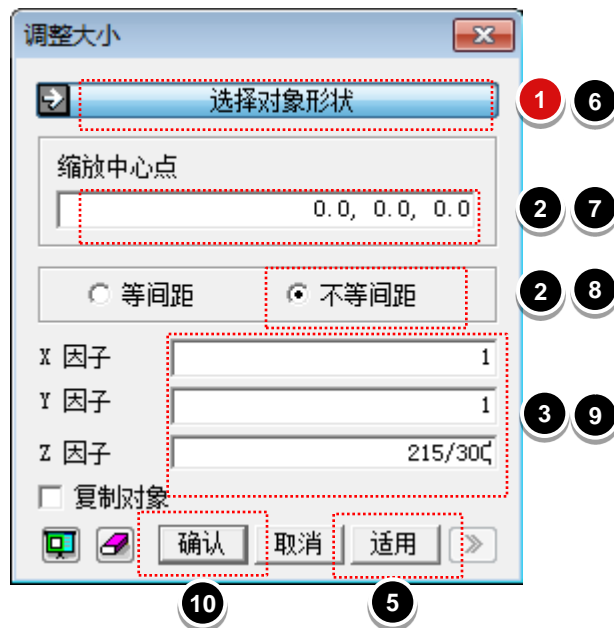 调整大小
选择对象形状
1 6
缩放中心点
0.0, 0.0, 0.0
2 7
等间距 不等间距
2 8
X 因子 1
Y 因子 1
3 9
Z 因子 215/300
复制对象
确认 取消 适用
10 5